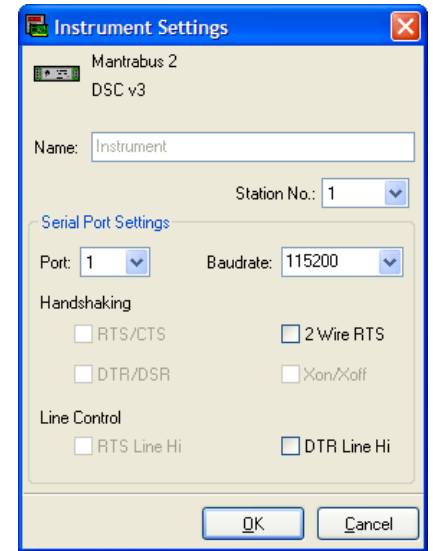 Instrument Settings
Mantrabus 2
DSC v3
Name: Instrument
Station No.: 1
Serial Port Settings
Port: 1 Baudrate: 115200
Handshaking
RTS/CTS 2 Wire RTS
DTR/DSR Xon/Xoff
Line Control
RTS Line Hi DTR Line Hi
OK Cancel